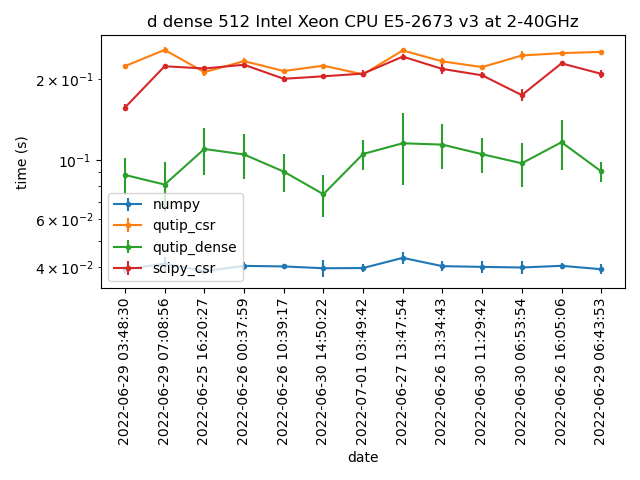 d dense 512 Intel Xeon CPU E5-2673 v3 at 2-40GHz
time (s)
2 × 10⁻¹
10⁻¹
6 × 10⁻²
4 × 10⁻²
numpy
qutip_csr
qutip_dense
scipy_csr
2022-06-29 03:48:30
2022-06-29 07:08:56
2022-06-25 16:20:27
2022-06-26 00:37:59
2022-06-26 10:39:17
2022-06-30 14:50:22
2022-07-01 03:49:42
2022-06-27 13:47:54
2022-06-26 13:34:43
2022-06-30 11:29:42
2022-06-30 06:53:54
2022-06-26 16:05:06
2022-06-29 06:43:53
date